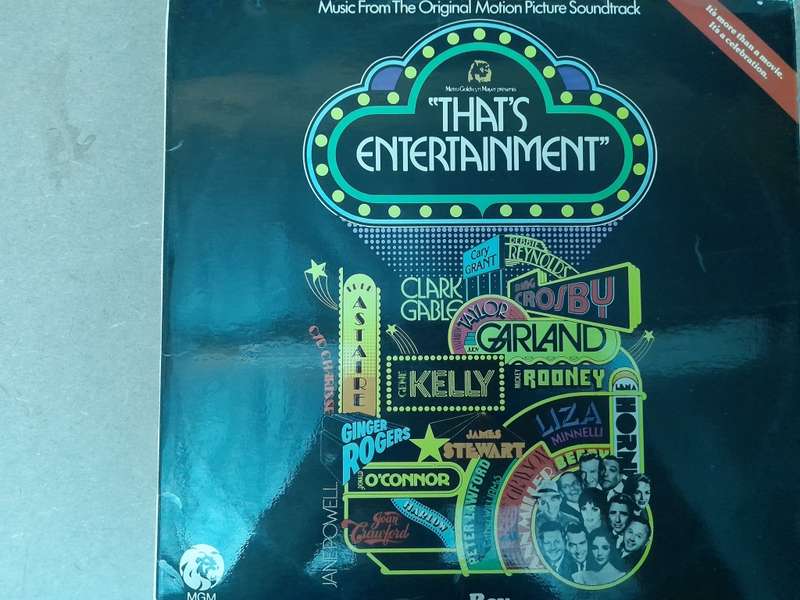 Music From The Original Motion Picture Soundtrack
It's more than a movie.
It's a celebration.
Metro Goldwyn Mayer presents
"THAT'S
ENTERTAINMENT"
Cary
GRANT
DEBBIE
REYNOLDS
CLARK
GABLE
BING
CROSBY
TAYLOR
GARLAND
ASTAIRE
GENE
KELLY
MICKEY
ROONEY
LENA
HORNE
GINGER
ROGERS
JAMES
STEWART
LIZA
MINNELLI
DONALD
O'CONNOR
HARLOW
Joan
Crawford
PETER LAWFORD
JANE POWELL
MGM